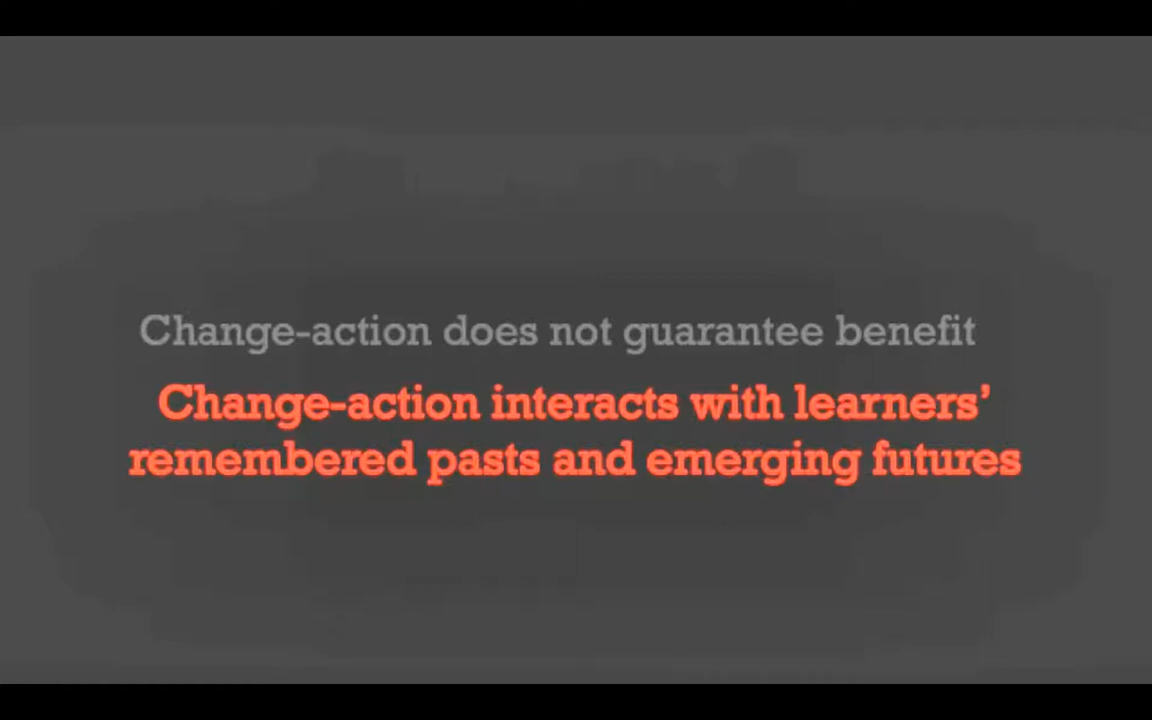 Change-action does not guarantee benefit
Change-action interacts with learners’
remembered pasts and emerging futures